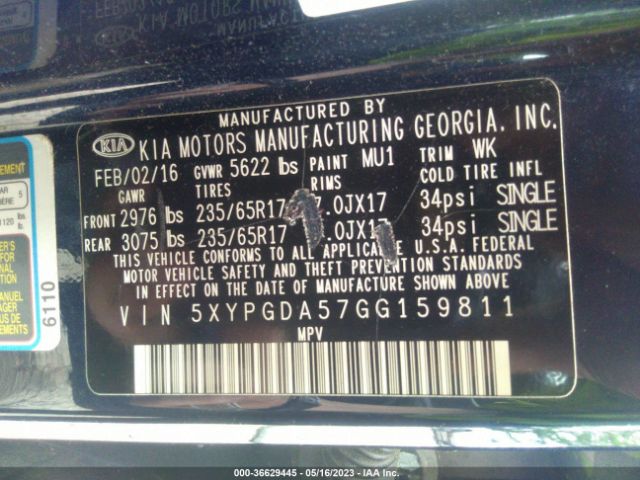 MANUFACTURED BY
KIA KIA MOTORS MANUFACTURING GEORGIA, INC.
FEB/02/16 GVWR 5622 lbs PAINT MU1 TRIM WK
GAWR TIRES RIMS COLD TIRE INFL
FRONT 2976 lbs 235/65R17 7.0JX17 34psi SINGLE
REAR 3075 lbs 235/65R17 .0JX17 34psi SINGLE
THIS VEHICLE CONFORMS TO ALL APPLICABLE U.S.A. FEDERAL
MOTOR VEHICLE SAFETY AND THEFT PREVENTION STANDARDS
IN EFFECT ON THE DATE OF MANUFACTURE SHOWN ABOVE
VIN 5XYPGDA57GG159811
MPV
6110
000-36629445 - 05/16/2023 - IAA Inc.